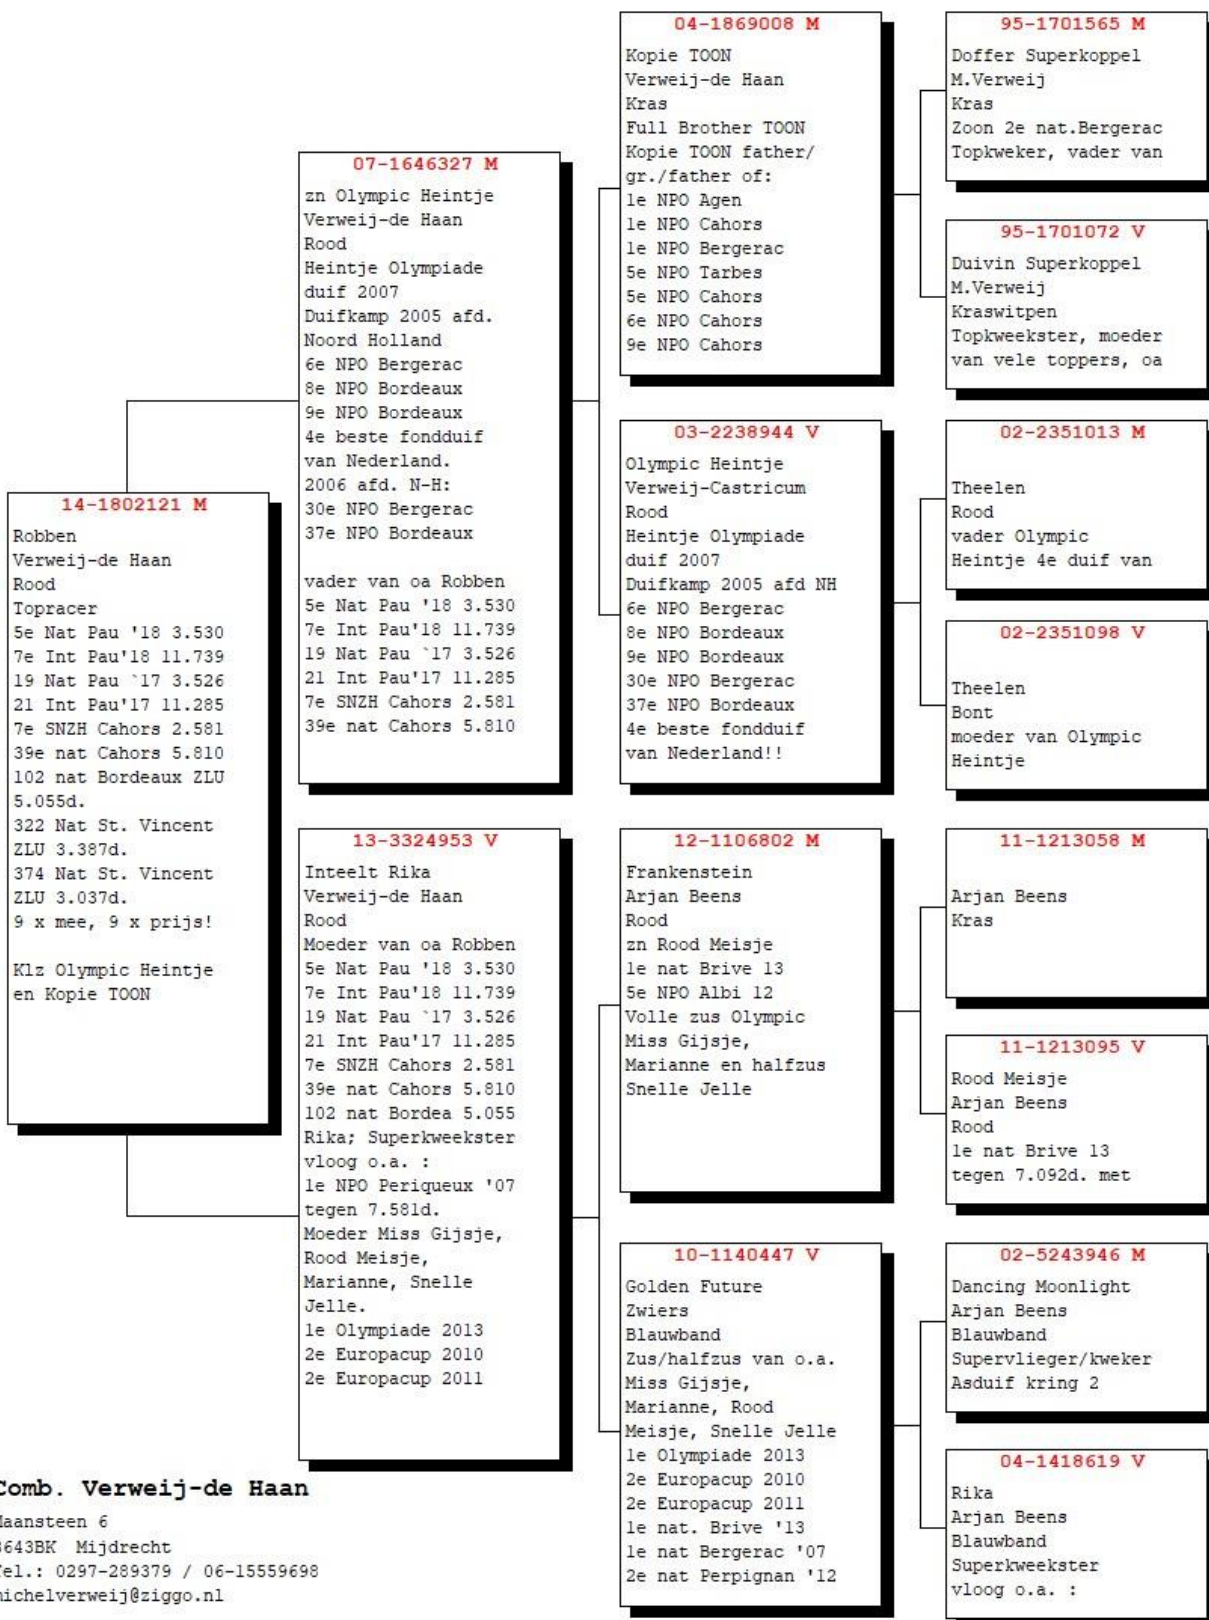 14-1802121 M
Robben
Verweij-de Haan
Rood
Topracer
5e Nat Pau '18 3.530
7e Int Pau'18 11.739
19 Nat Pau `17 3.526
21 Int Pau'17 11.285
7e SNZH Cahors 2.581
39e nat Cahors 5.810
102 nat Bordeaux ZLU
5.055d.
322 Nat St. Vincent
ZLU 3.387d.
374 Nat St. Vincent
ZLU 3.037d.
9 x mee, 9 x prijs!
Klz Olympic Heintje
en Kopie TOON
07-1646327 M
zn Olympic Heintje
Verweij-de Haan
Rood
Heintje Olympiade
duif 2007
Duifkamp 2005 afd.
Noord Holland
6e NPO Bergerac
8e NPO Bordeaux
9e NPO Bordeaux
4e beste fondduif
van Nederland.
2006 afd. N-H:
30e NPO Bergerac
37e NPO Bordeaux
vader van oa Robben
5e Nat Pau '18 3.530
7e Int Pau'18 11.739
19 Nat Pau `17 3.526
21 Int Pau'17 11.285
7e SNZH Cahors 2.581
39e nat Cahors 5.810
13-3324953 V
Inteelt Rika
Verweij-de Haan
Rood
Moeder van oa Robben
5e Nat Pau '18 3.530
7e Int Pau'18 11.739
19 Nat Pau `17 3.526
21 Int Pau'17 11.285
7e SNZH Cahors 2.581
39e nat Cahors 5.810
102 nat Bordea 5.055
Rika; Superkweekster
vloog o.a. :
1e NPO Periqueux '07
tegen 7.581d.
Moeder Miss Gijsje,
Rood Meisje,
Marianne, Snelle
Jelle.
1e Olympiade 2013
2e Europacup 2010
2e Europacup 2011
04-1869008 M
Kopie TOON
Verweij-de Haan
Kras
Full Brother TOON
Kopie TOON father/
gr./father of:
1e NPO Agen
1e NPO Cahors
1e NPO Bergerac
5e NPO Tarbes
5e NPO Cahors
6e NPO Cahors
9e NPO Cahors
03-2238944 V
Olympic Heintje
Verweij-Castricum
Rood
Heintje Olympiade
duif 2007
Duifkamp 2005 afd NH
6e NPO Bergerac
8e NPO Bordeaux
9e NPO Bordeaux
30e NPO Bergerac
37e NPO Bordeaux
4e beste fondduif
van Nederland!!
12-1106802 M
Frankenstein
Arjan Beens
Rood
zn Rood Meisje
1e nat Brive 13
5e NPO Albi 12
Volle zus Olympic
Miss Gijsje,
Marianne en halfzus
Snelle Jelle
10-1140447 V
Golden Future
Zwiers
Blauwband
Zus/halfzus van o.a.
Miss Gijsje,
Marianne, Rood
Meisje, Snelle Jelle
1e Olympiade 2013
2e Europacup 2010
2e Europacup 2011
1e nat. Brive '13
1e nat Bergerac '07
2e nat Perpignan '12
95-1701565 M
Doffer Superkoppel
M.Verweij
Kras
Zoon 2e nat.Bergerac
Topkweker, vader van
95-1701072 V
Duivin Superkoppel
M.Verweij
Kraswitpen
Topkweekster, moeder
van vele toppers, oa
02-2351013 M
Theelen
Rood
vader Olympic
Heintje 4e duif van
02-2351098 V
Theelen
Bont
moeder van Olympic
Heintje
11-1213058 M
Arjan Beens
Kras
11-1213095 V
Rood Meisje
Arjan Beens
Rood
1e nat Brive 13
tegen 7.092d. met
02-5243946 M
Dancing Moonlight
Arjan Beens
Blauwband
Supervlieger/kweker
Asduif kring 2
04-1418619 V
Rika
Arjan Beens
Blauwband
Superkweekster
vloog o.a. :
Comb. Verweij-de Haan
Maansteen 6
3643BK Mijdrecht
Tel.: 0297-289379 / 06-15559698
michelverweij@ziggo.nl